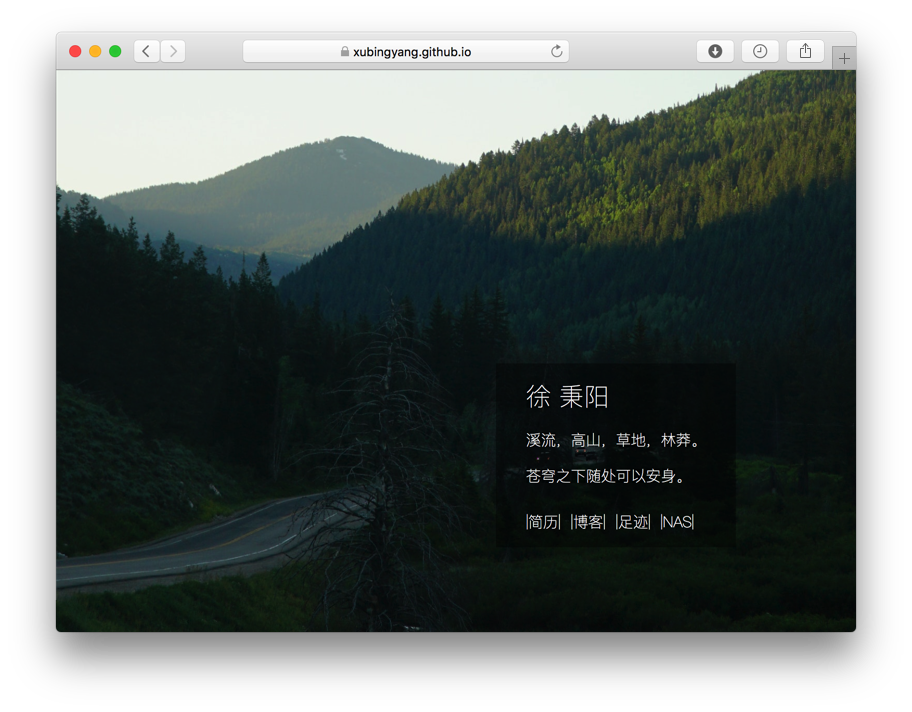 xubingyang.github.io
徐 秉阳
溪流，高山，草地，林莽。
苍穹之下随处可以安身。
|简历| |博客| |足迹| |NAS|